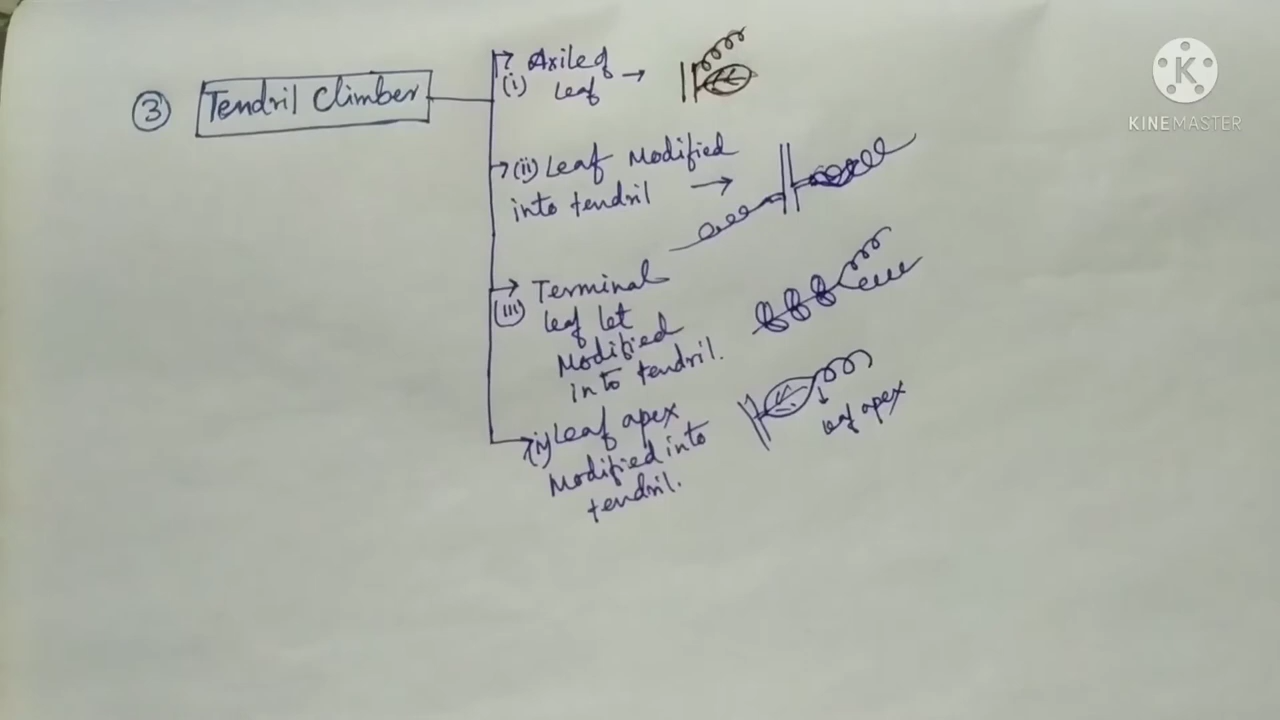 ③ Tendril Climber
(i) Axile of
leaf →
(ii) Leaf Modified
into tendril →
(iii) Terminal
leaf let
Modified
into tendril.
(iv) Leaf apex
Modified into
tendril.
leaf apex
K
KINEMASTER